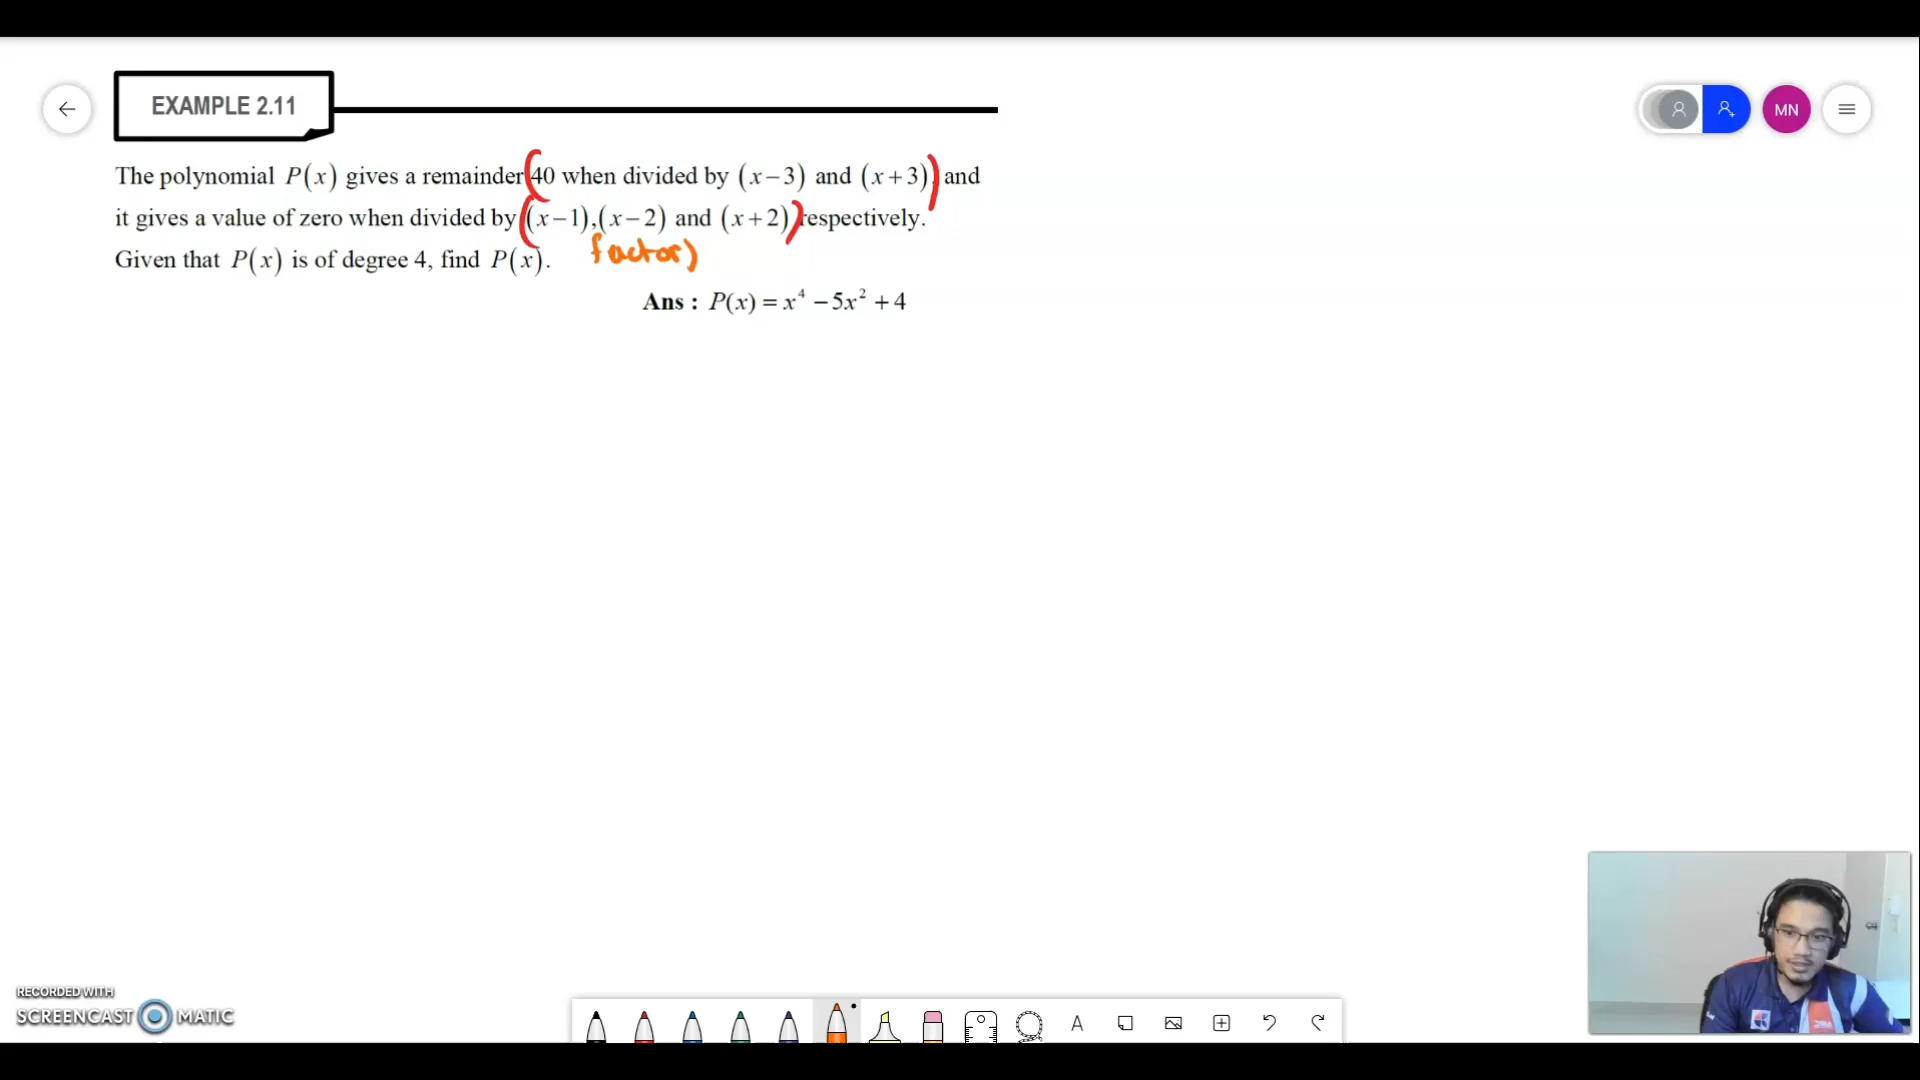 EXAMPLE 2.11
MN
The polynomial P(x) gives a remainder 40 when divided by (x−3) and (x+3), and
it gives a value of zero when divided by (x−1),(x−2) and (x+2) respectively.
factor)
Given that P(x) is of degree 4, find P(x).
Ans : P(x) = x⁴ − 5x² + 4
RECORDED WITH
SCREENCAST MATIC
A